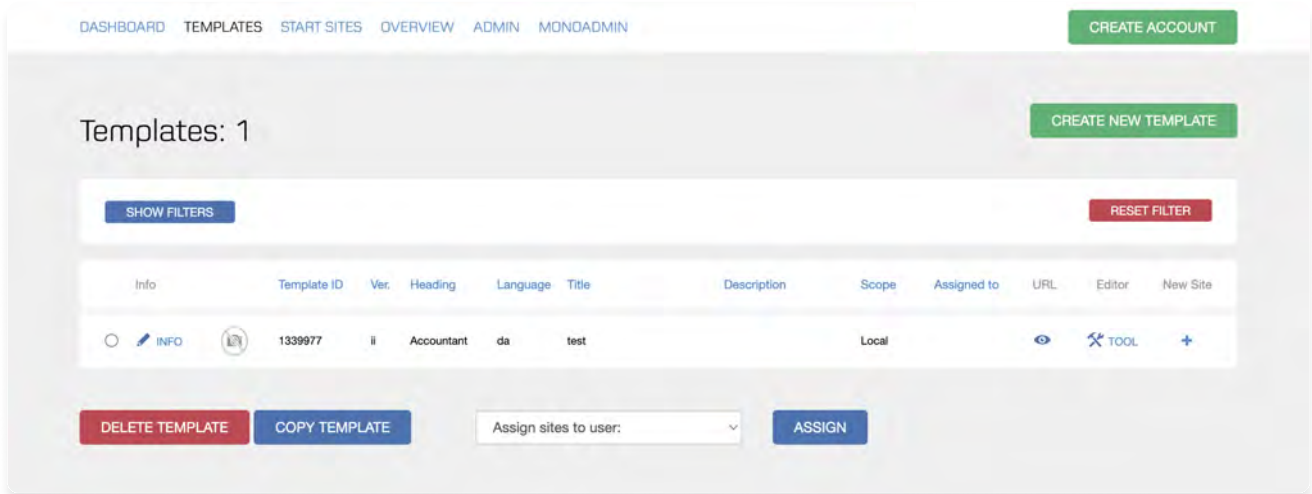 DASHBOARD TEMPLATES START SITES OVERVIEW ADMIN MONOADMIN CREATE ACCOUNT
Templates: 1 CREATE NEW TEMPLATE
SHOW FILTERS RESET FILTER
Info Template ID Ver. Heading Language Title Description Scope Assigned to URL Editor New Site
INFO 1339977 ii Accountant da test Local TOOL
DELETE TEMPLATE COPY TEMPLATE Assign sites to user: ASSIGN